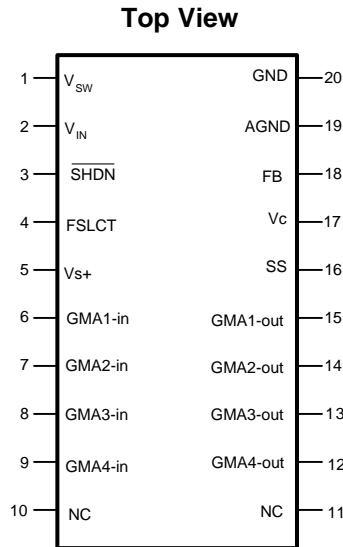 Top View
1 V_SW GND 20
2 V_IN AGND 19
3 SHDN FB 18
4 FSLCT Vc 17
5 Vs+ SS 16
6 GMA1-in GMA1-out 15
7 GMA2-in GMA2-out 14
8 GMA3-in GMA3-out 13
9 GMA4-in GMA4-out 12
10 NC NC 11